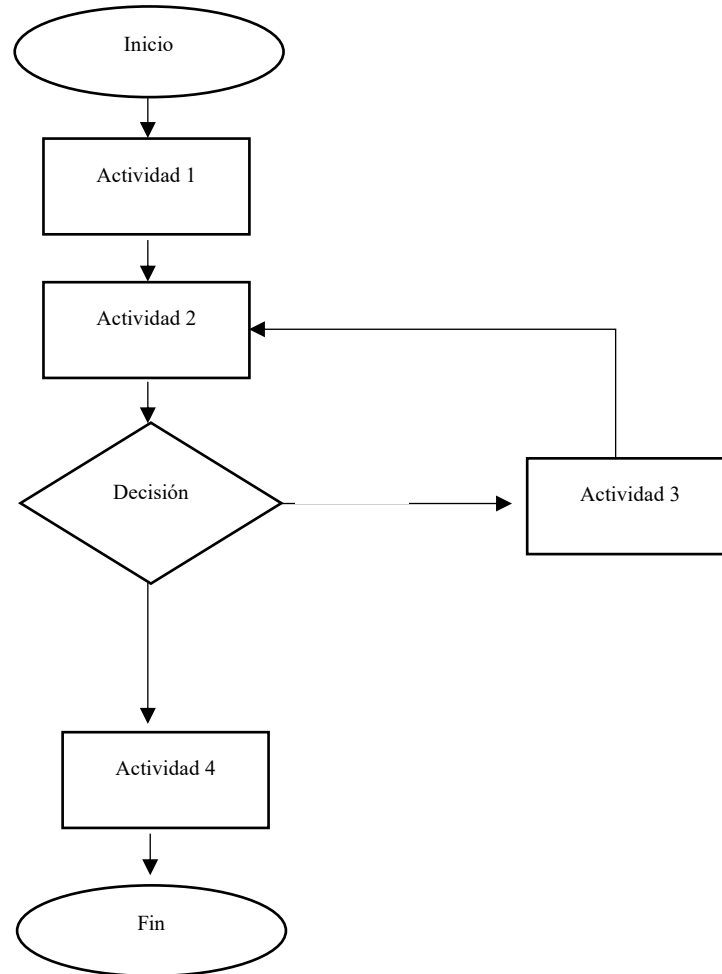 Inicio
Actividad 1
Actividad 2
Decisión
Actividad 3
Actividad 4
Fin